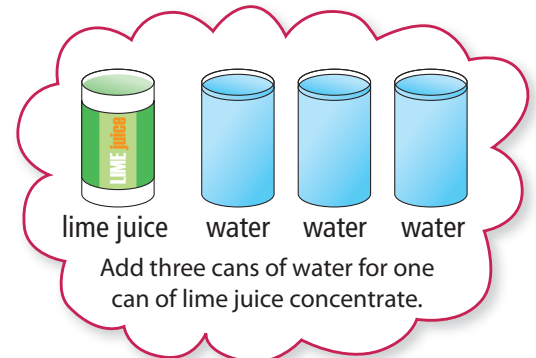 LIME juice
lime juice water water water
Add three cans of water for one
can of lime juice concentrate.